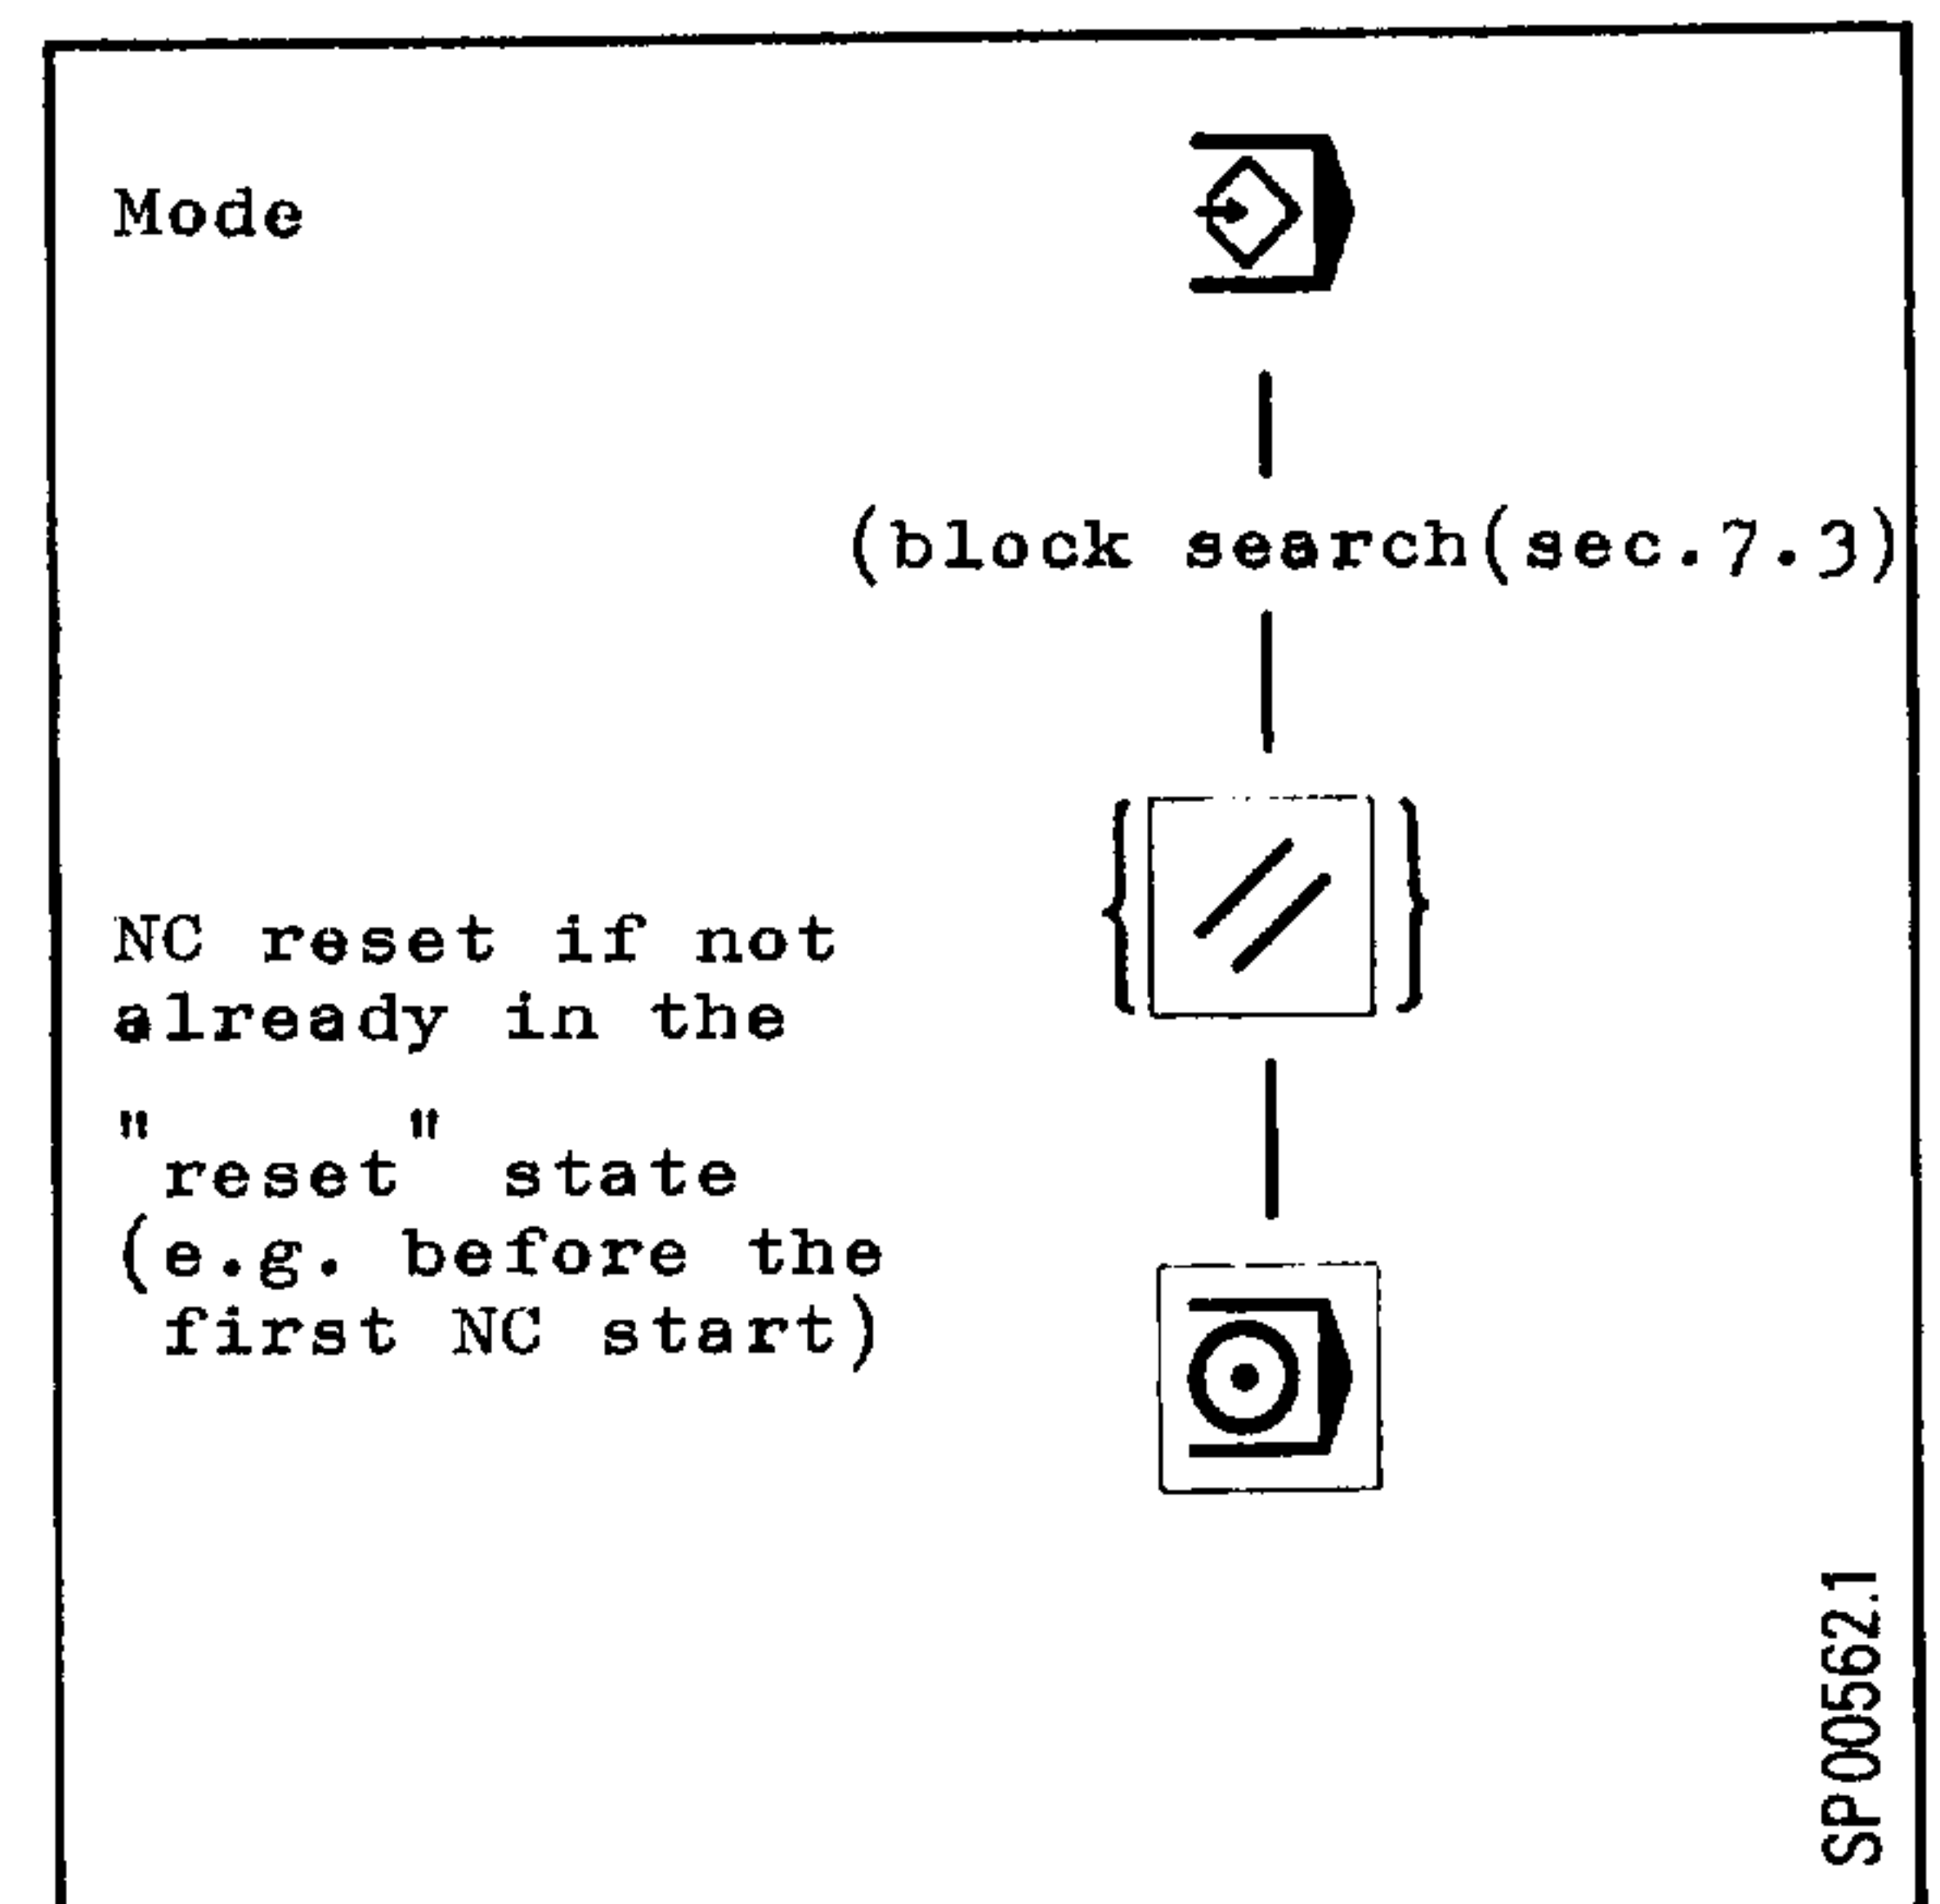 Mode
(block search(sec.7.3)
NC reset if not
already in the
"reset" state
(e.g. before the
first NC start)
SP00562.1